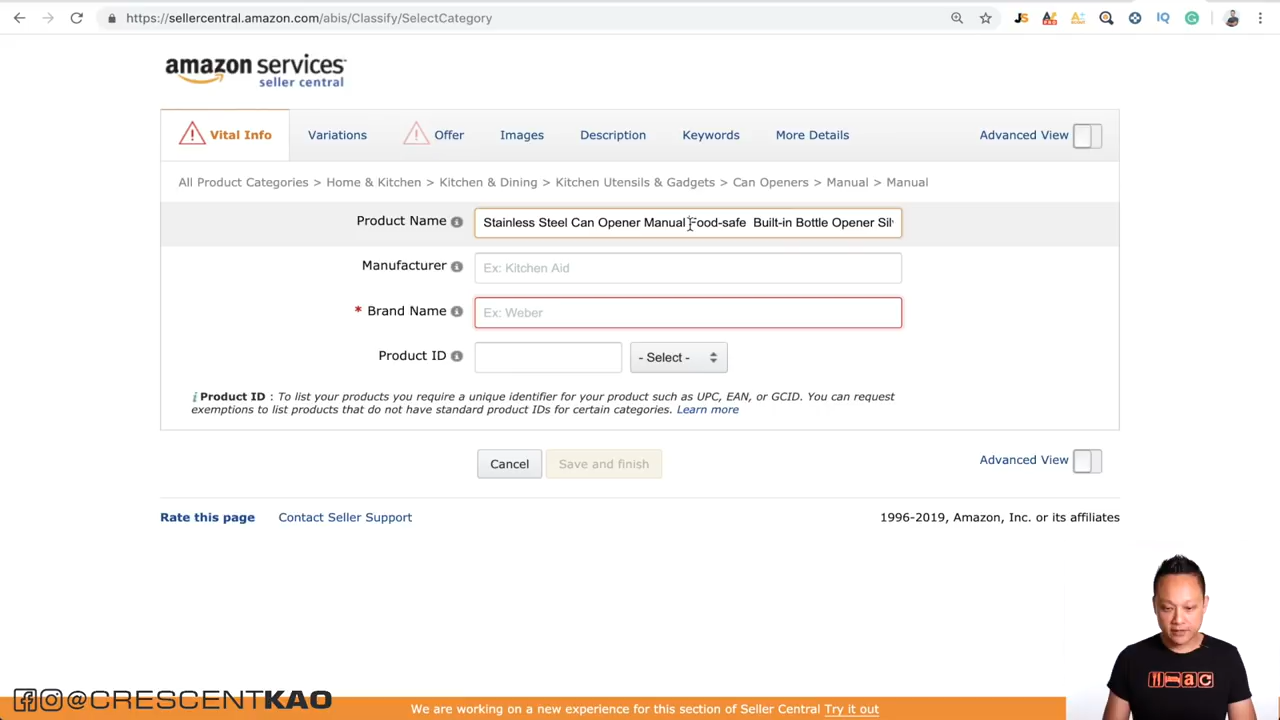 https://sellercentral.amazon.com/abis/Classify/SelectCategory
JS
IQ
amazon services
seller central
Vital Info Variations Offer Images Description Keywords More Details Advanced View
All Product Categories > Home & Kitchen > Kitchen & Dining > Kitchen Utensils & Gadgets > Can Openers > Manual > Manual
Product Name Stainless Steel Can Opener Manual Food-safe  Built-in Bottle Opener Sil
Manufacturer Ex: Kitchen Aid
* Brand Name Ex: Weber
Product ID - Select -
Product ID : To list your products you require a unique identifier for your product such as UPC, EAN, or GCID. You can request
exemptions to list products that do not have standard product IDs for certain categories. Learn more
Cancel Save and finish Advanced View
Rate this page Contact Seller Support 1996-2019, Amazon, Inc. or its affiliates
@CRESCENTKAO
We are working on a new experience for this section of Seller Central Try it out